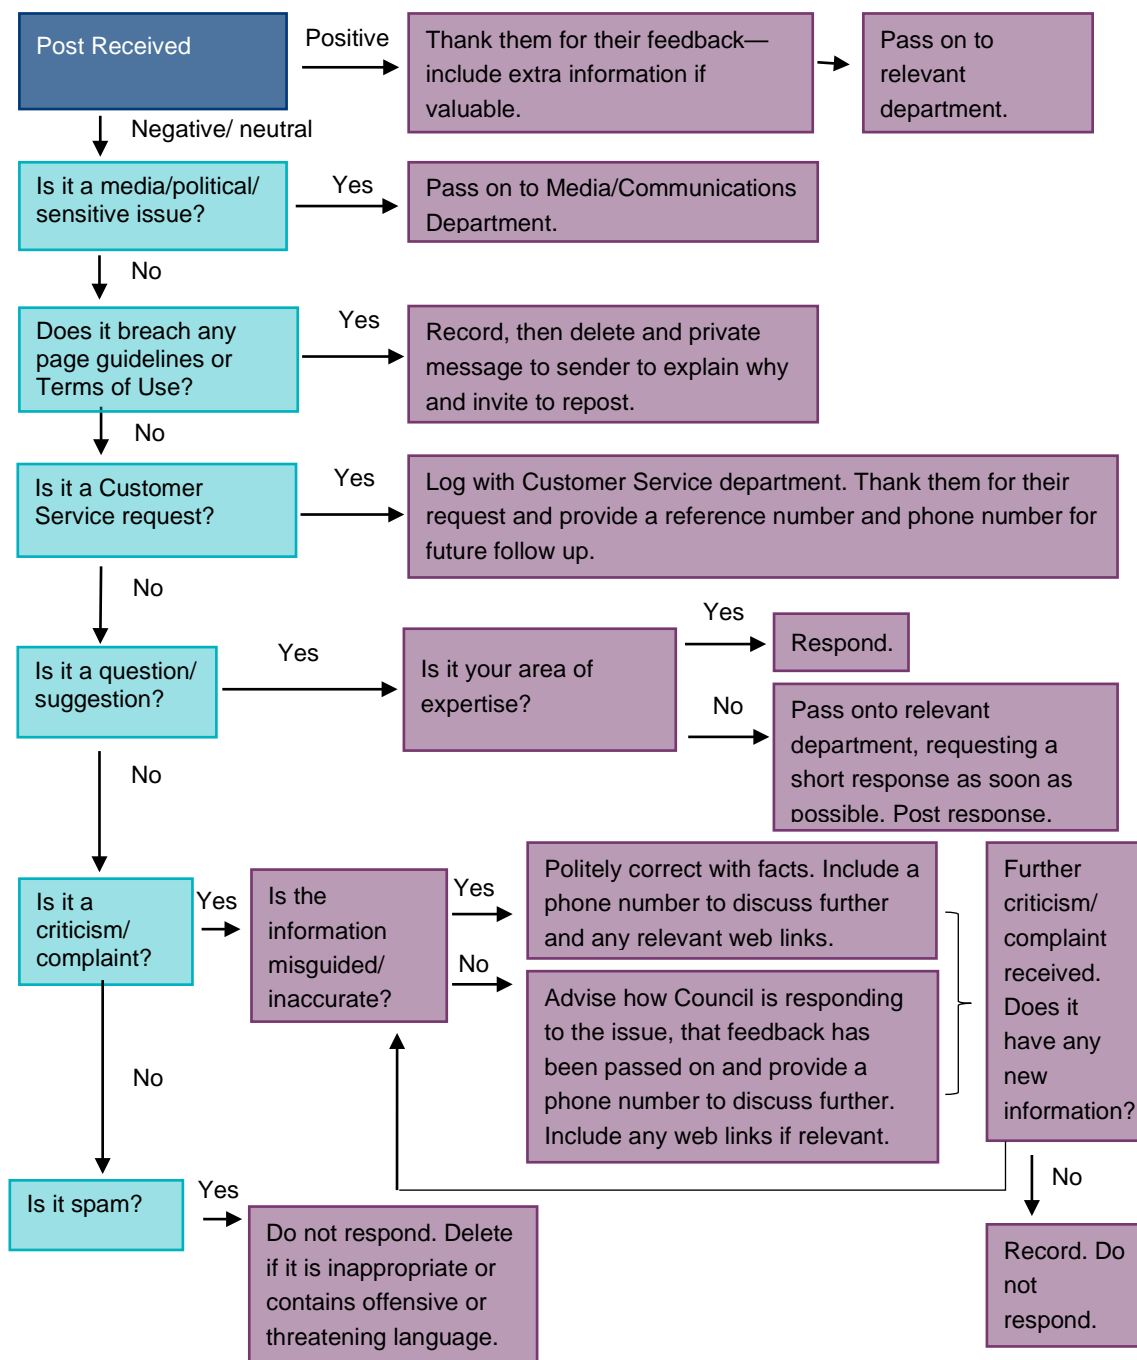 Post Received
Positive
Thank them for their feedback—
include extra information if
valuable.
Pass on to
relevant
department.
Negative/ neutral
Is it a media/political/
sensitive issue?
Yes
Pass on to Media/Communications
Department.
No
Does it breach any
page guidelines or
Terms of Use?
Yes
Record, then delete and private
message to sender to explain why
and invite to repost.
No
Is it a Customer
Service request?
Yes
Log with Customer Service department. Thank them for their
request and provide a reference number and phone number for
future follow up.
No
Is it a question/
suggestion?
Yes
Is it your area of
expertise?
Yes
Respond.
No
Pass onto relevant
department, requesting a
short response as soon as
possible. Post response.
No
Is it a
criticism/
complaint?
Yes
Is the
information
misguided/
inaccurate?
Yes
Politely correct with facts. Include a
phone number to discuss further
and any relevant web links.
No
Advise how Council is responding
to the issue, that feedback has
been passed on and provide a
phone number to discuss further.
Include any web links if relevant.
Further
criticism/
complaint
received.
Does it
have any
new
information?
No
Record. Do
not
respond.
No
Is it spam?
Yes
Do not respond. Delete
if it is inappropriate or
contains offensive or
threatening language.